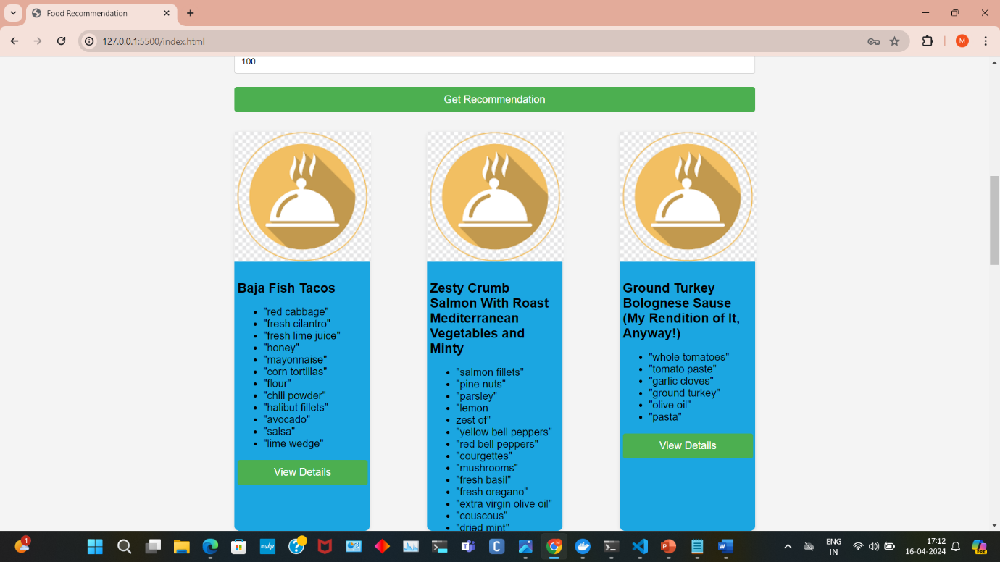 Food Recommendation
127.0.0.1:5500/index.html
M
100
Get Recommendation
Baja Fish Tacos
"red cabbage"
"fresh cilantro"
"fresh lime juice"
"honey"
"mayonnaise"
"corn tortillas"
"flour"
"chili powder"
"halibut fillets"
"avocado"
"salsa"
"lime wedge"
View Details
Zesty Crumb
Salmon With Roast
Mediterranean
Vegetables and
Minty
"salmon fillets"
"pine nuts"
"parsley"
"lemon
zest of"
"yellow bell peppers"
"red bell peppers"
"courgettes"
"mushrooms"
"fresh basil"
"fresh oregano"
"extra virgin olive oil"
"couscous"
"dried mint"
Ground Turkey
Bolognese Sause
(My Rendition of It,
Anyway!)
"whole tomatoes"
"tomato paste"
"garlic cloves"
"ground turkey"
"olive oil"
"pasta"
View Details
1
myhp
C
P
W
ENG
IN
17:12
16-04-2024
PRE